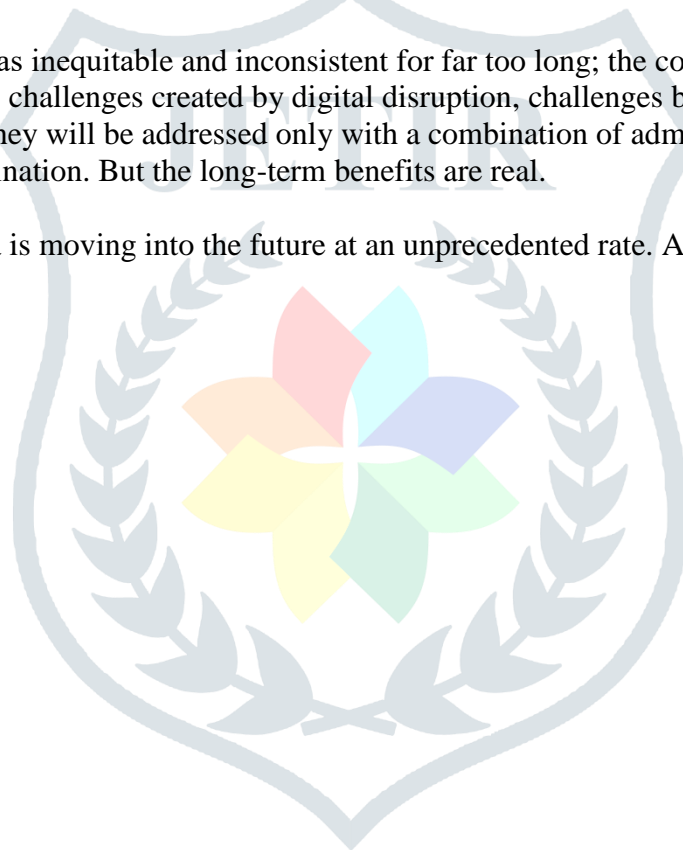 as inequitable and inconsistent for far too long; the co
challenges created by digital disruption, challenges b
hey will be addressed only with a combination of adm
ination. But the long-term benefits are real.
is moving into the future at an unprecedented rate. A
JETIR